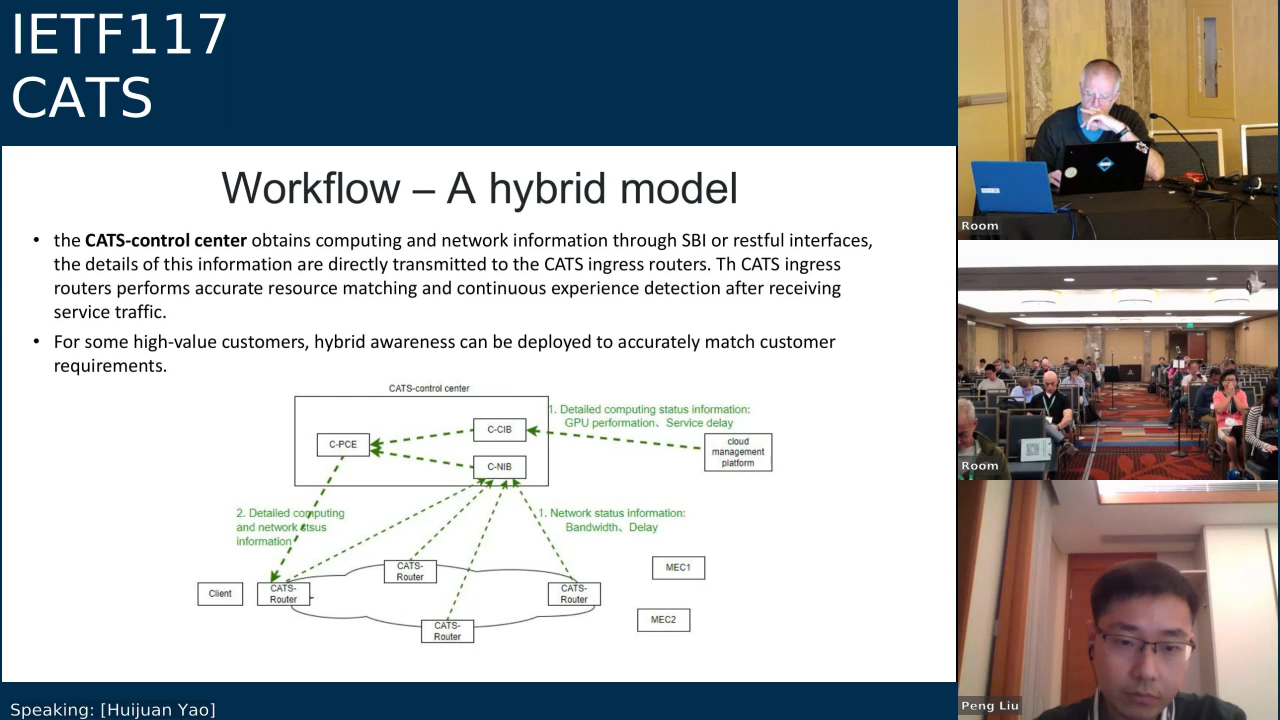 IETF117
CATS
Workflow – A hybrid model
• the CATS-control center obtains computing and network information through SBI or restful interfaces,
the details of this information are directly transmitted to the CATS ingress routers. Th CATS ingress
routers performs accurate resource matching and continuous experience detection after receiving
service traffic.
• For some high-value customers, hybrid awareness can be deployed to accurately match customer
requirements.
CATS-control center
1. Detailed computing status information:
GPU performation、Service delay
C-CIB
C-PCE
cloud
management
platform
C-NIB
2. Detailed computing
and network stsus
information
1. Network status information:
Bandwidth、Delay
CATS-
Router
MEC1
Client
CATS-
Router
CATS-
Router
MEC2
CATS-
Router
Speaking: [Huijuan Yao]
Room
Room
Peng Liu